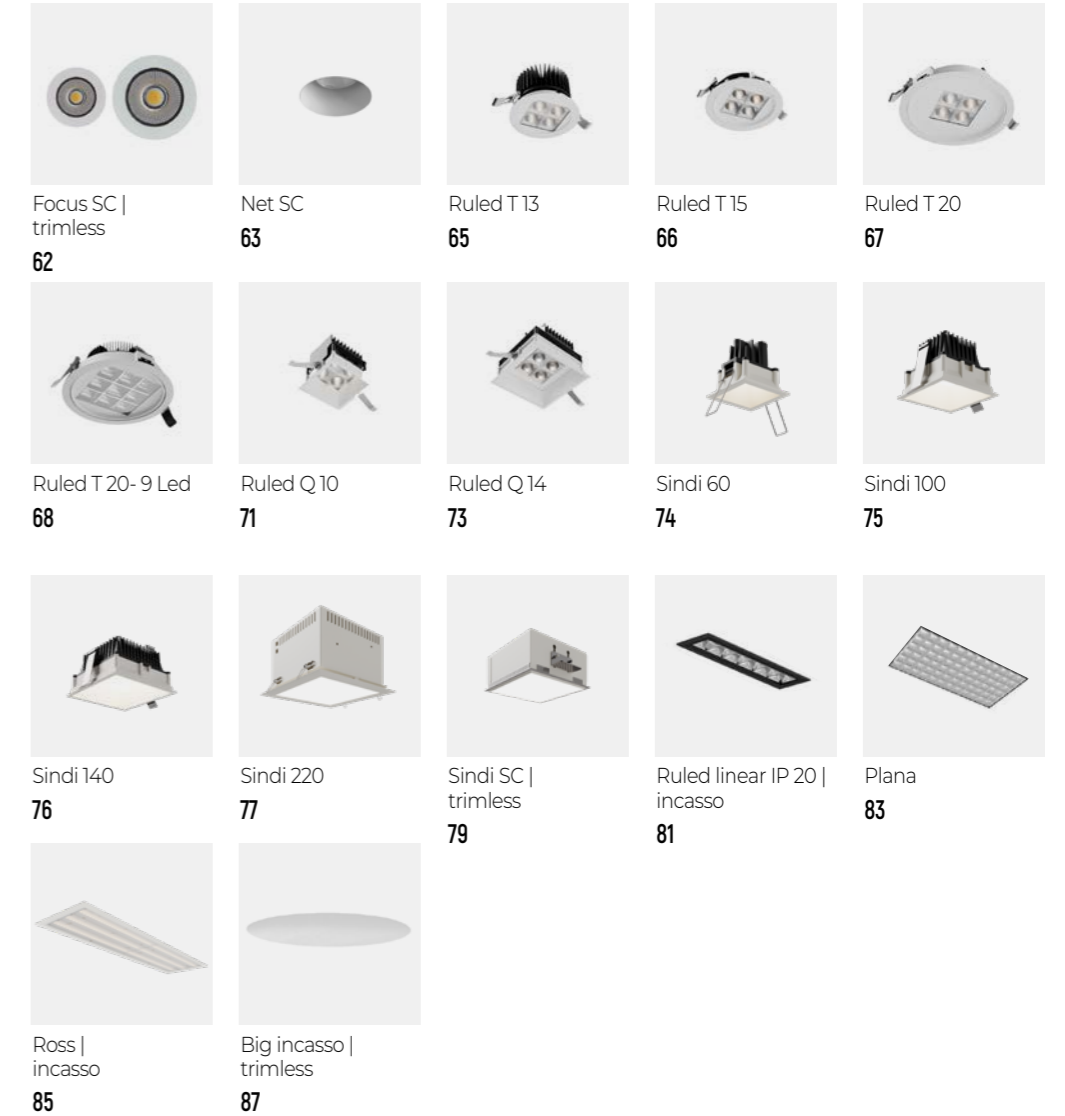 Focus SC |
trimless
62
Net SC
63
Ruled T 13
65
Ruled T 15
66
Ruled T 20
67
Ruled T 20- 9 Led
68
Ruled Q 10
71
Ruled Q 14
73
Sindi 60
74
Sindi 100
75
Sindi 140
76
Sindi 220
77
Sindi SC |
trimless
79
Ruled linear IP 20 |
incasso
81
Plana
83
Ross |
incasso
85
Big incasso |
trimless
87